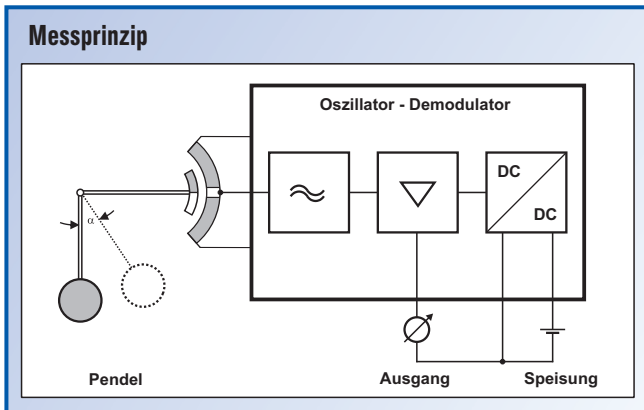 Messprinzip
Oszillator - Demodulator
DC
DC
α
Pendel
Ausgang
Speisung